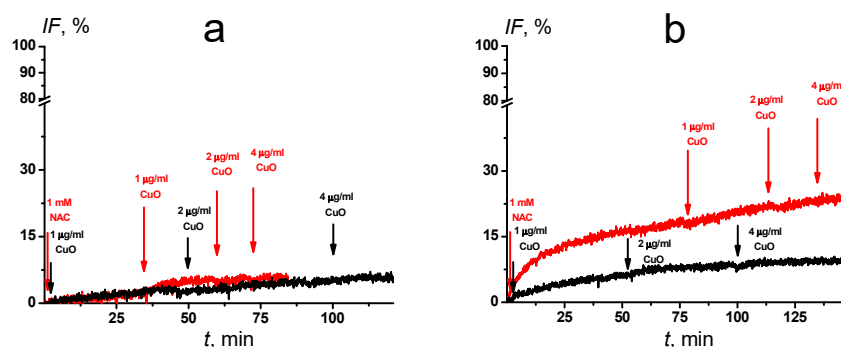 IF, %
a
100
90
80
30
15
0
1 mM
NAC
1 µg/ml
CuO
1 µg/ml
CuO
2 µg/ml
CuO
2 µg/ml
CuO
4 µg/ml
CuO
4 µg/ml
CuO
25
50
75
100
t, min
IF, %
b
100
90
80
30
15
0
1 mM
NAC
1 µg/ml
CuO
2 µg/ml
CuO
1 µg/ml
CuO
4 µg/ml
CuO
2 µg/ml
CuO
4 µg/ml
CuO
25
50
75
100
125
t, min